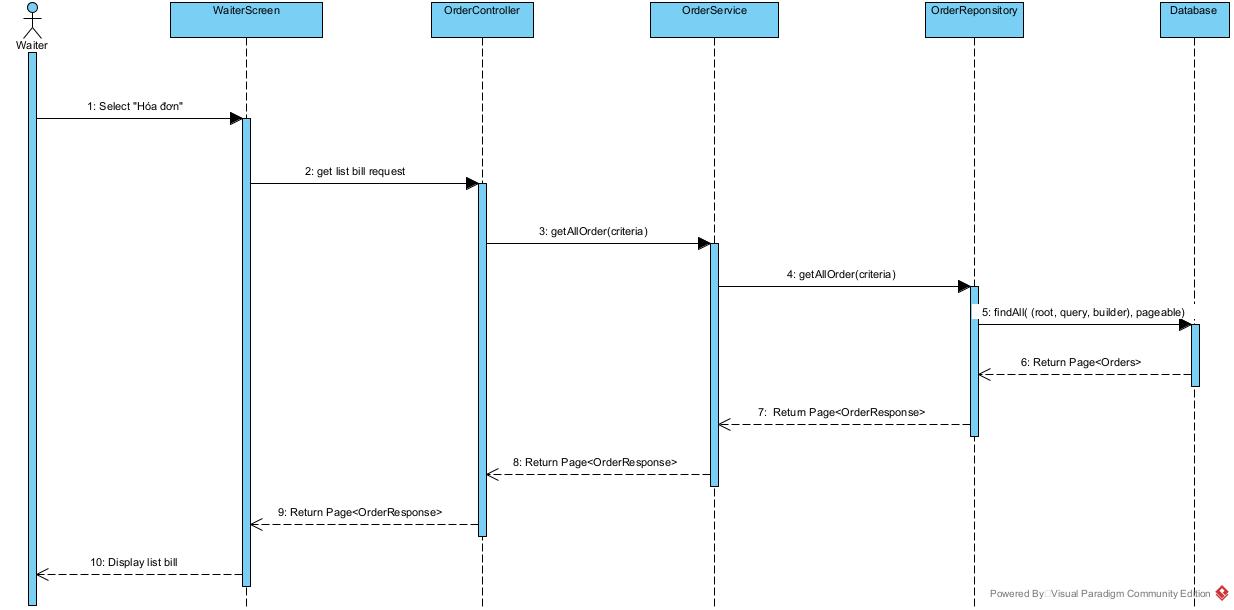 WaiterScreen OrderController OrderService OrderReponsitory Database
Waiter
1: Select "Hóa đơn"
2: get list bill request
3: getAllOrder(criteria)
4: getAllOrder(criteria)
5: findAll( (root, query, builder), pageable)
6: Return Page<Orders>
7: Return Page<OrderResponse>
8: Return Page<OrderResponse>
9: Return Page<OrderResponse>
10: Display list bill
Powered By Visual Paradigm Community Edition